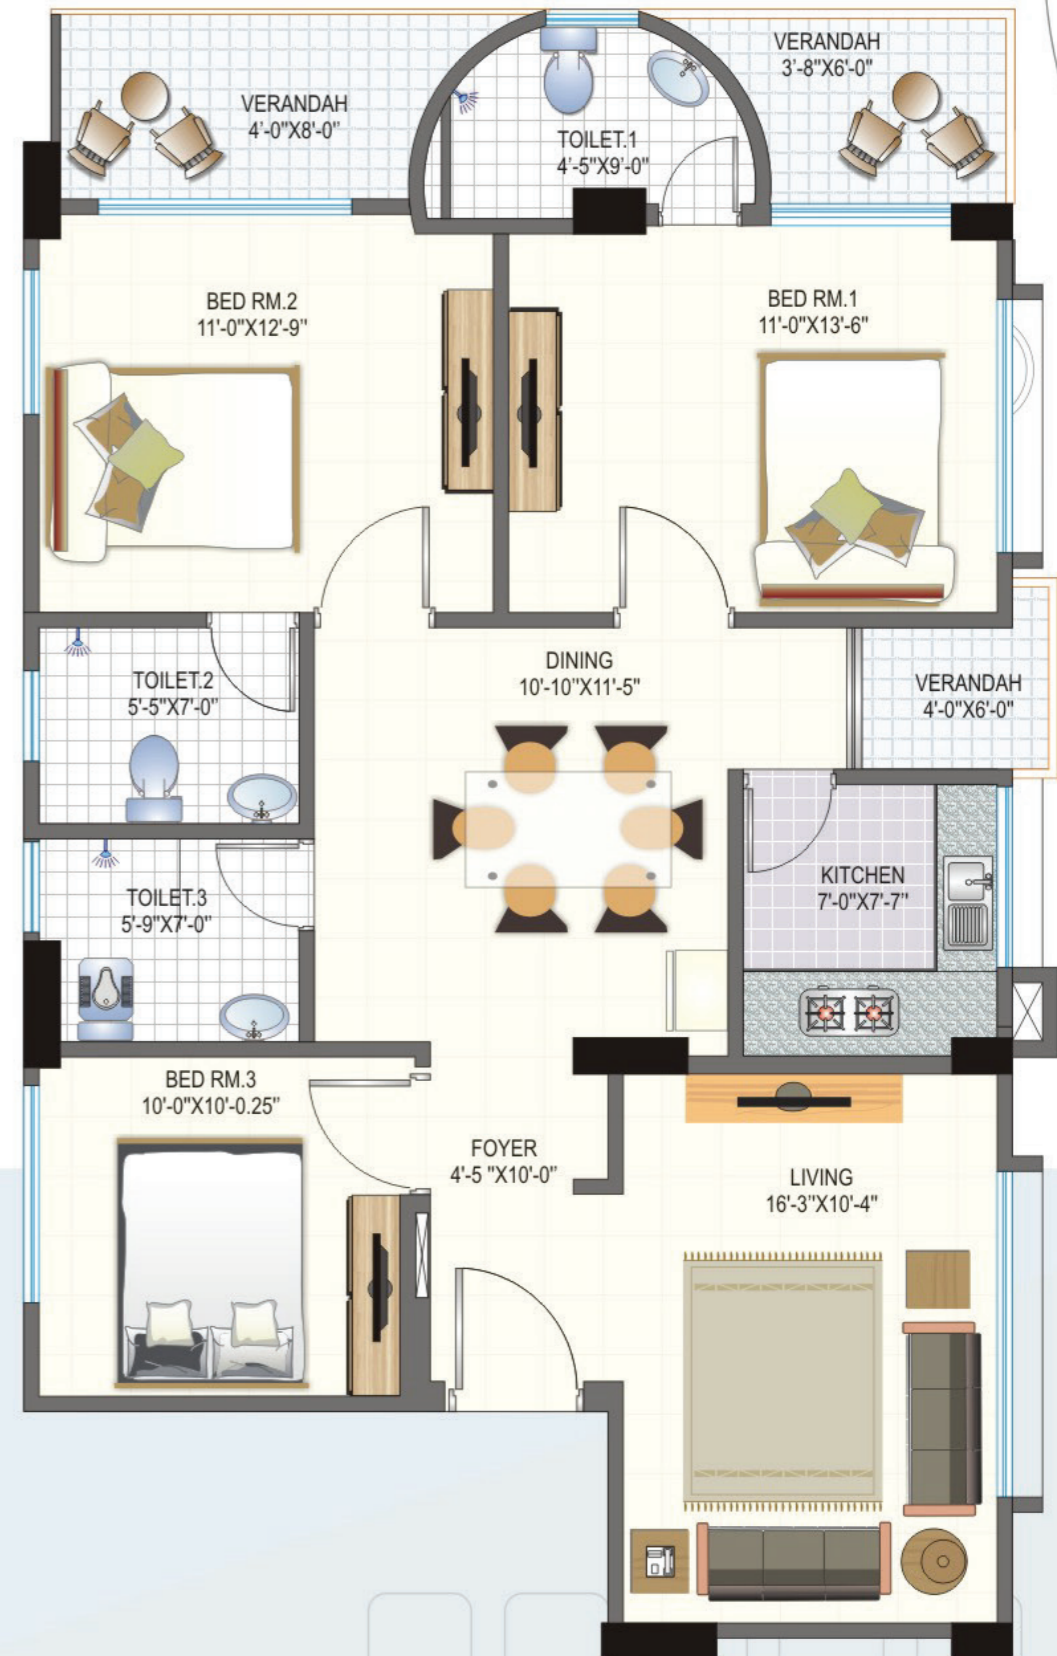 VERANDAH
3'-8"X6'-0"
VERANDAH
4'-0"X8'-0"
TOILET.1
4'-5"X9'-0"
BED RM.2
11'-0"X12'-9"
BED RM.1
11'-0"X13'-6"
DINING
10'-10"X11'-5"
TOILET.2
5'-5"X7'-0"
VERANDAH
4'-0"X6'-0"
KITCHEN
7'-0"X7'-7"
TOILET.3
5'-9"X7'-0"
BED RM.3
10'-0"X10'-0.25"
FOYER
4'-5 "X10'-0"
LIVING
16'-3"X10'-4"